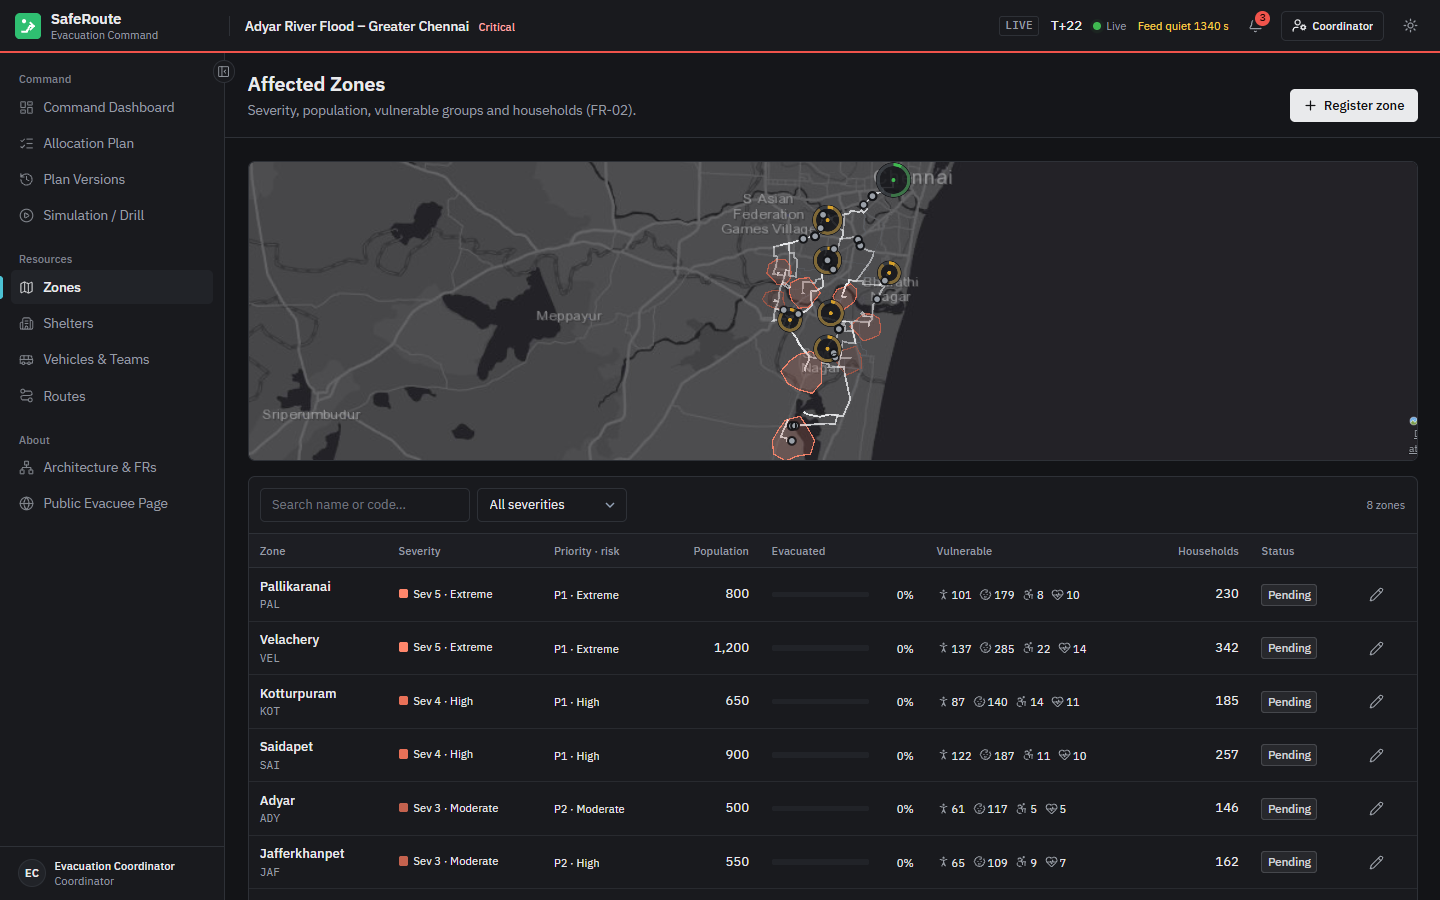 SafeRoute
Evacuation Command
Adyar River Flood – Greater Chennai Critical
LIVE T+22 Live Feed quiet 1340 s 3 Coordinator
Command
Command Dashboard
Allocation Plan
Plan Versions
Simulation / Drill
Resources
Zones
Shelters
Vehicles & Teams
Routes
About
Architecture & FRs
Public Evacuee Page
EC Evacuation Coordinator
Coordinator
Affected Zones
Severity, population, vulnerable groups and households (FR-02).
Register zone
S Asian
Federation
Meppayur
Sriperumbudur
Search name or code...
All severities
8 zones
Zone Severity Priority · risk Population Evacuated Vulnerable Households Status
Pallikaranai
PAL
Sev 5 · Extreme P1 · Extreme 800 0% 101 179 8 10 230 Pending
Velachery
VEL
Sev 5 · Extreme P1 · Extreme 1,200 0% 137 285 22 14 342 Pending
Kotturpuram
KOT
Sev 4 · High P1 · High 650 0% 87 140 14 11 185 Pending
Saidapet
SAI
Sev 4 · High P1 · High 900 0% 122 187 11 10 257 Pending
Adyar
ADY
Sev 3 · Moderate P2 · Moderate 500 0% 61 117 5 5 146 Pending
Jafferkhanpet
JAF
Sev 3 · Moderate P2 · High 550 0% 65 109 9 7 162 Pending